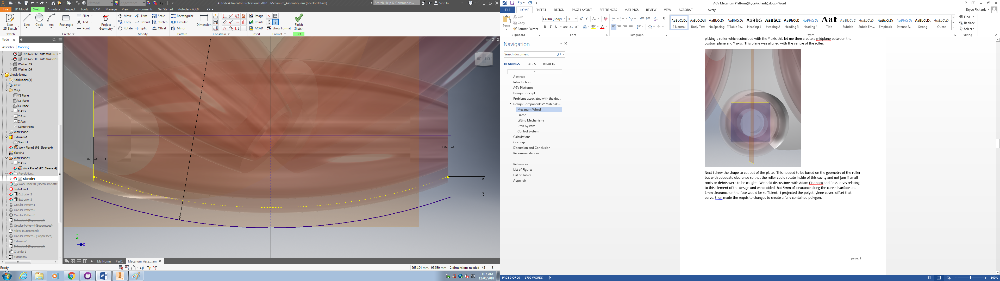 Autodesk Inventor Professional 2018 Mecanum_Assembly.iam (LevelofDetail1)
Search Help & Commands...
Sign In
File 3D Model Sketch Annotate Inspect Tools CAM Manage View Environments Get Started Autodesk A360
Start
2D Sketch
Line Circle Arc Rectangle
Fillet
Text
Point
Project
Geometry
Move Trim Scale
Copy Extend Stretch
Rotate Split Offset
Rectangular
Circular
Mirror
Dimension
Image
Points
ACAD
Show Format
Finish
Sketch
Sketch Create Modify Pattern Constrain Insert Format Exit
Model
Assembly Modeling
DIN 625 SKF- with two RS1 s
DIN 625 SKF- with two RS1 s
Washer:19
Washer:24
CheekPlate:2
Solid Bodies(1)
View:
Origin
YZ Plane
XZ Plane
XY Plane
X Axis
Y Axis
Z Axis
Center Point
Work Plane1
Extrusion1
Sketch1
Work Plane8 (PE_Sleeve:4)
Sketch3
Work Plane9
Y Axis
Work Plane8 (PE_Sleeve:4)
Revolution1
Sketch4
Work Plane10 (MecanumShaft:
End of Part
Extrusion2
Extrusion3
Circular Pattern1
Circular Pattern2
Circular Pattern3
Extrusion4 (Suppressed)
Circular Pattern4 (Suppressed)
Fillet1 (Suppressed)
Circular Pattern5 (Suppressed)
Extrusion5
Extrusion6 (Suppressed)
Chamfer1
Extrusion7
LEFT FRONT
1
1
Z
My Home Part1 Mecanum_Asse...iam
Ready
263.104 mm, -95.580 mm 2 dimensions needed 45 8
11:15 AM
12/06/2018
AGV Mecanum Platform(BryceRichards).docx - Word
FILE HOME INSERT DESIGN PAGE LAYOUT REFERENCES MAILINGS REVIEW VIEW ACROBAT Avery
Bryce Richards
Paste
Cut
Copy
Format Painter
Calibri (Body) 11
AaBbCcDc AaBbCcDdE AaBbCcDc AaBbCcDc AaBbC AaBbCc AaBbCcD AaBbCcDc AaB AaBbCcD AaBbCcDc AaBbCcDc AaBbCcDc AaBbCcDc AaBbCcDc
¶ Normal Body Text No Spacing ¶ Table Pa... Heading 1 Heading 2 Heading 3 Heading 4 Title Subtitle Subtle Em... Emphasis Intense E... Strong Quote
Find
Replace
Select
Clipboard Font Paragraph Styles Editing
Navigation
Search document
HEADINGS PAGES RESULTS
Abstract
Introduction
AGV Platforms
Design Concept
Problems associated with the des...
Design Components & Material S...
Mecanum Wheel
Frame
Lifting Mechanisms
Drive System
Control System
Calculations
Costings
Discussion and Conclusion
Recommendations
References
List of Figures
List of Tables
Appendix
picking a roller which coincided with the Y axis this let me then create a midplane between the
custom plane and Y axis. This plane was aligned with the centre of the roller.
Next I drew the shape to cut out of the plate. This needed to be based on the geometry of the roller
but with adequate clearance so that the roller could rotate inside of this cavity and not jam if small
rocks or debris were to be caught. We held discussions with Adam Fiannaca and Ross Jarvis relating
to this element of the design and we decided that 5mm of clearance along the curved surface and
1mm clearance on the face would be sufficient. I projected the polyethylene cover, offset that
curve, then made the requisite changes to create a fully contained polygon.
page. 9
PAGE 9 OF 20 1700 WORDS
100%